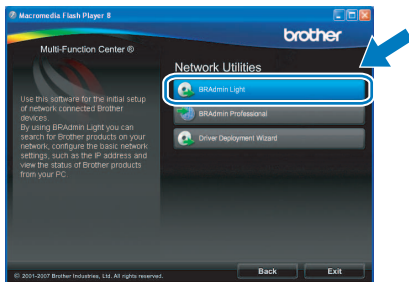 Macromedia Flash Player 8
brother
Multi-Function Center ®
Network Utilities
BRAdmin Light
BRAdmin Professional
Driver Deployment Wizard
Use this software for the initial setup
of network connected Brother
devices.
By using BRAdmin Light you can
search for Brother products on your
network, configure the basic network
settings, such as the IP address and
view the status of Brother products
from your PC
Back
Exit
© 2001-2007 Brother Industries, Ltd. All rights reserved.